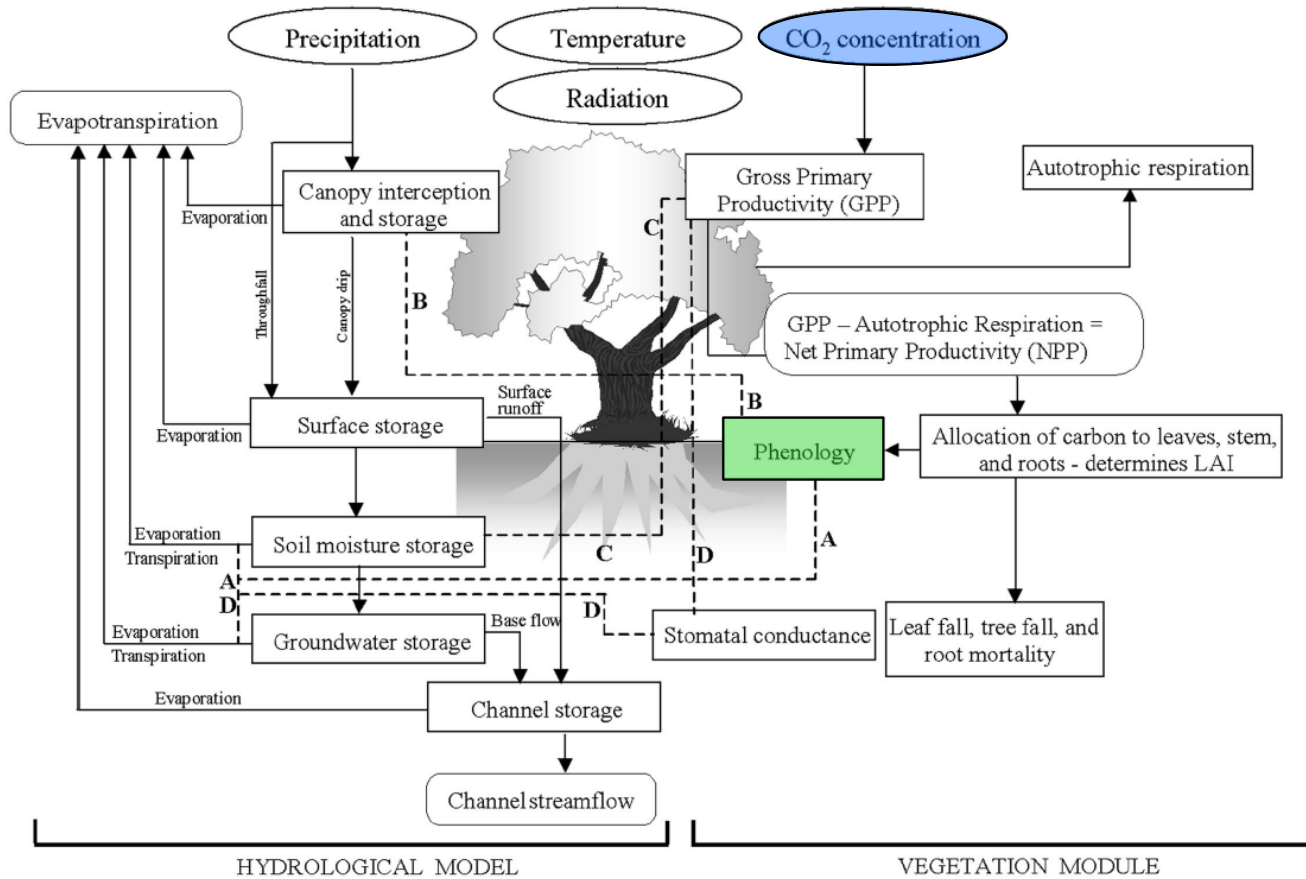 Precipitation
Temperature
CO₂ concentration
Radiation
Evapotranspiration
Canopy interception
and storage
Gross Primary
Productivity (GPP)
Autotrophic respiration
Evaporation
C
B
Throughfall
Canopy drip
GPP – Autotrophic Respiration =
Net Primary Productivity (NPP)
Surface
runoff
B
Surface storage
Evaporation
Phenology
Allocation of carbon to leaves, stem,
and roots - determines LAI
Evaporation
Transpiration
Soil moisture storage
C
D
A
A
D
D
Evaporation
Transpiration
Groundwater storage
Base flow
Stomatal conductance
Leaf fall, tree fall, and
root mortality
Evaporation
Channel storage
Channel streamflow
HYDROLOGICAL MODEL
VEGETATION MODULE